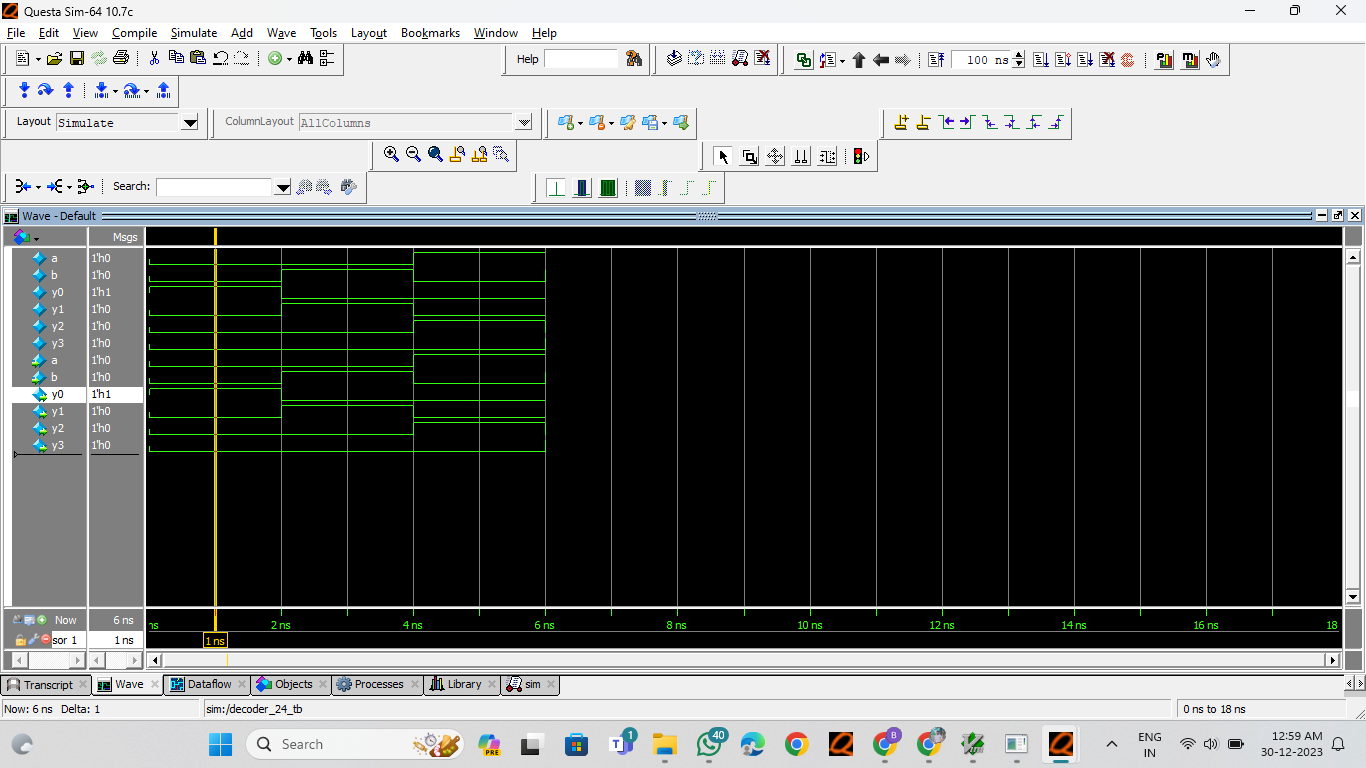 Questa Sim-64 10.7c
File Edit View Compile Simulate Add Wave Tools Layout Bookmarks Window Help
Help 100 ns
Layout Simulate ColumnLayout AllColumns
Search:
Wave - Default
Msgs
a 1'h0
b 1'h0
y0 1'h1
y1 1'h0
y2 1'h0
y3 1'h0
a 1'h0
b 1'h0
y0 1'h1
y1 1'h0
y2 1'h0
y3 1'h0
Now 6 ns ns 2 ns 4 ns 6 ns 8 ns 10 ns 12 ns 14 ns 16 ns 18
sor 1 1 ns 1 ns
Transcript Wave Dataflow Objects Processes Library sim
Now: 6 ns Delta: 1 sim:/decoder_24_tb 0 ns to 18 ns
Search PRE 1 40 B ENG IN 12:59 AM 30-12-2023